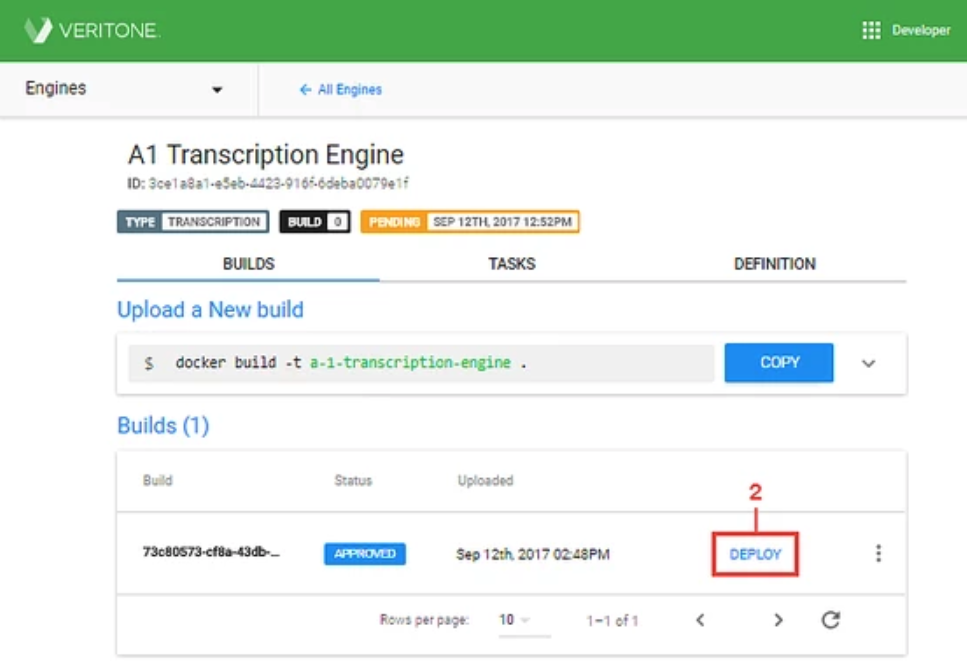 VERITONE.
Developer
Engines
← All Engines
A1 Transcription Engine
ID: 3ce1a8a1-e5eb-4423-916f-6deba0079e1f
TYPE TRANSCRIPTION BUILD 0 PENDING SEP 12TH, 2017 12:52PM
BUILDS TASKS DEFINITION
Upload a New build
$ docker build -t a-1-transcription-engine . COPY
Builds (1)
Build Status Uploaded
2
73c80573-cf8a-43db-... APPROVED Sep 12th, 2017 02:48PM DEPLOY
Rows per page: 10 1–1 of 1